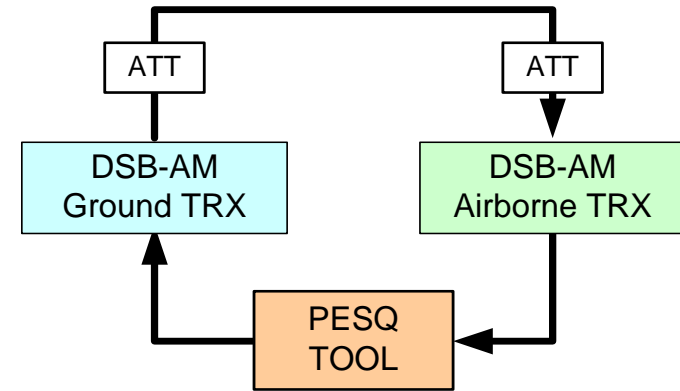 ATT
ATT
DSB-AM
Ground TRX
DSB-AM
Airborne TRX
PESQ
TOOL